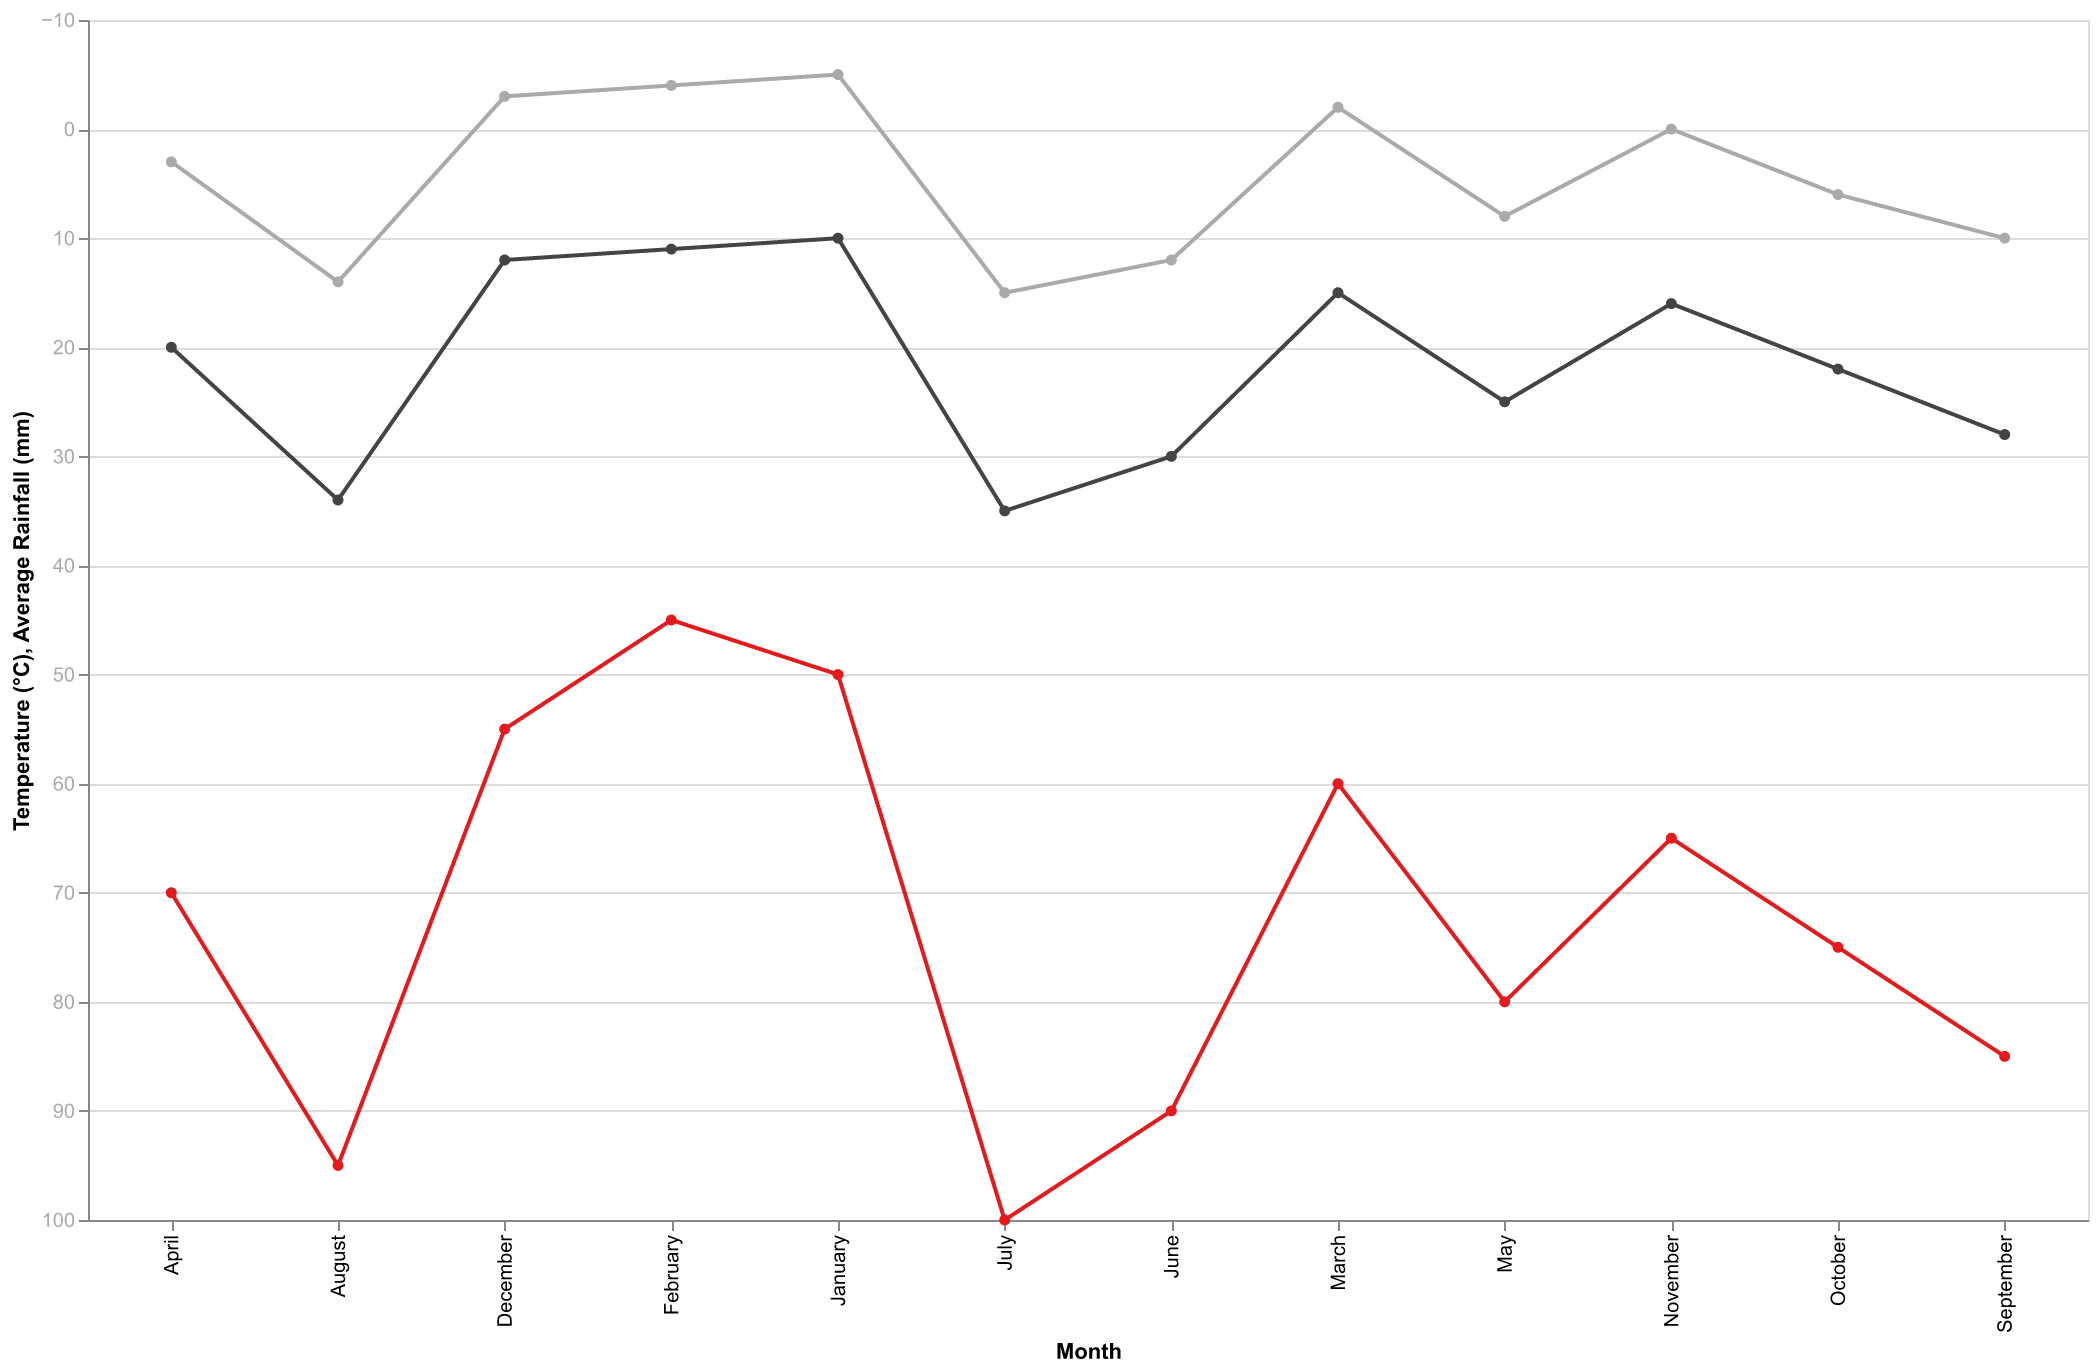 −10
0
10
20
30
40
50
60
70
80
90
100
Temperature (°C), Average Rainfall (mm)
April
August
December
February
January
July
June
March
May
November
October
September
Month